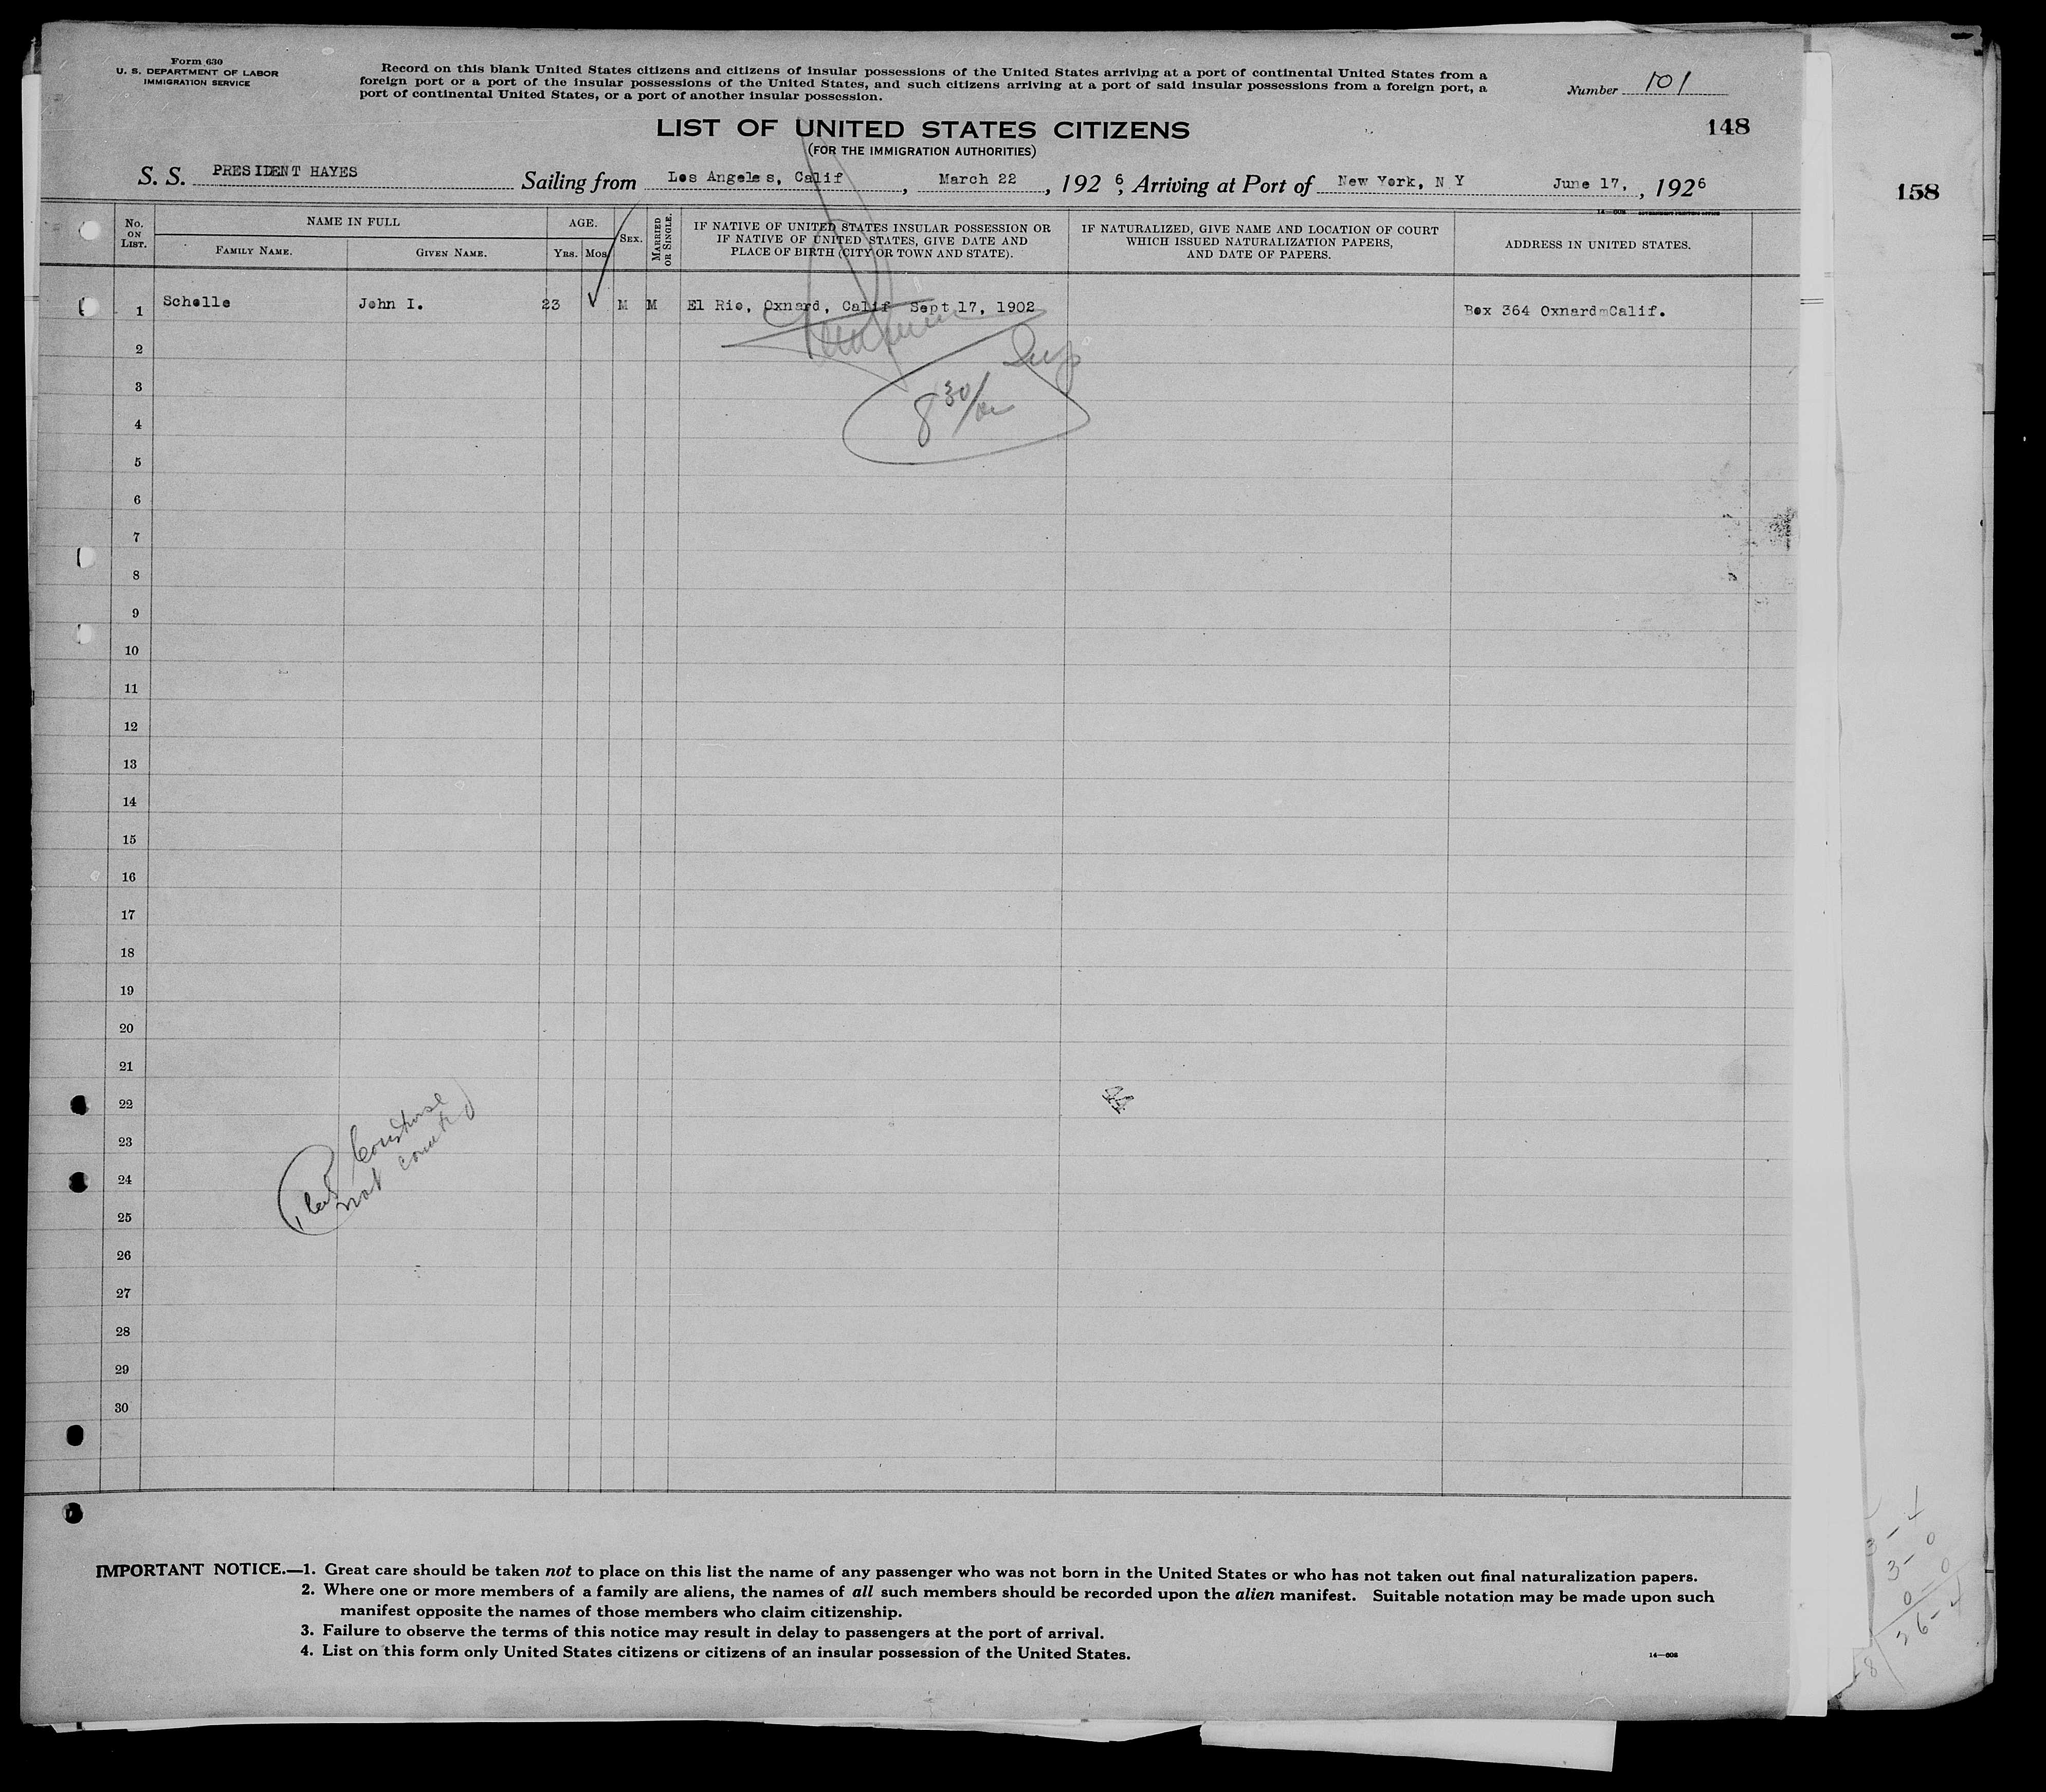 Form 630
U. S. DEPARTMENT OF LABOR
IMMIGRATION SERVICE
Record on this blank United States citizens and citizens of insular possessions of the United States arriving at a port of continental United States from a
foreign port or a port of the insular possessions of the United States, and such citizens arriving at a port of said insular possessions from a foreign port, a
port of continental United States, or a port of another insular possession.
Number 101
LIST OF UNITED STATES CITIZENS
148
(FOR THE IMMIGRATION AUTHORITIES)
S. S. PRESIDENT HAYES Sailing from Los Angeles, Calif, March 22, 1926, Arriving at Port of New York, N Y June 17, , 1926
158
No. ON LIST.
NAME IN FULL
FAMILY NAME.
GIVEN NAME.
AGE.
YRS.
MOS.
SEX.
MARRIED OR SINGLE.
IF NATIVE OF UNITED STATES INSULAR POSSESSION OR
IF NATIVE OF UNITED STATES, GIVE DATE AND
PLACE OF BIRTH (CITY OR TOWN AND STATE).
IF NATURALIZED, GIVE NAME AND LOCATION OF COURT
WHICH ISSUED NATURALIZATION PAPERS,
AND DATE OF PAPERS.
ADDRESS IN UNITED STATES.
1 Scholle John I. 23 M M El Rio, Oxnard, Calif Sept 17, 1902 Box 364 Oxnard Calif.
2
3
8 30/
4
5
6
7
8
9
10
11
12
13
14
15
16
17
18
19
20
21
22
23
not
24
25
26
27
28
29
30
IMPORTANT NOTICE.—1. Great care should be taken not to place on this list the name of any passenger who was not born in the United States or who has not taken out final naturalization papers.
2. Where one or more members of a family are aliens, the names of all such members should be recorded upon the alien manifest. Suitable notation may be made upon such
manifest opposite the names of those members who claim citizenship.
3. Failure to observe the terms of this notice may result in delay to passengers at the port of arrival.
4. List on this form only United States citizens or citizens of an insular possession of the United States.
14—608